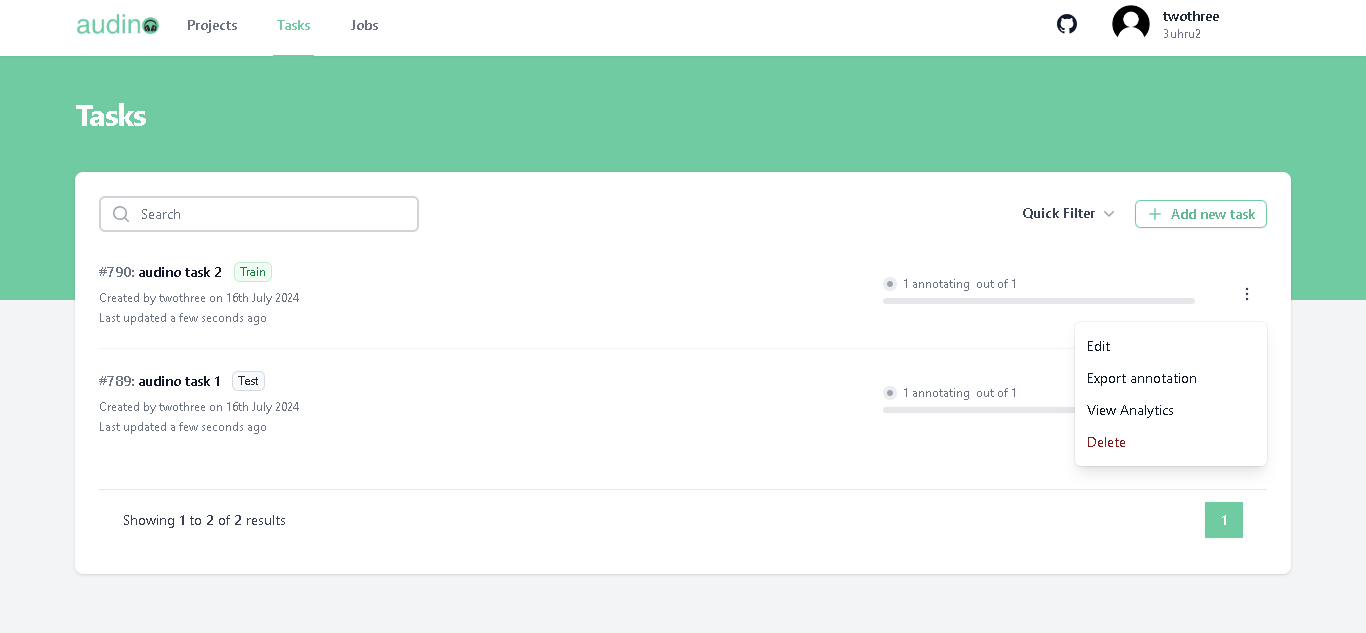 audino Projects Tasks Jobs twothree
3uhru2
Tasks
Search Quick Filter Add new task
#790: audino task 2 Train
1 annotating out of 1
Created by twothree on 16th July 2024
Last updated a few seconds ago
Edit
Export annotation
View Analytics
Delete
#789: audino task 1 Test
1 annotating out of 1
Created by twothree on 16th July 2024
Last updated a few seconds ago
Showing 1 to 2 of 2 results 1